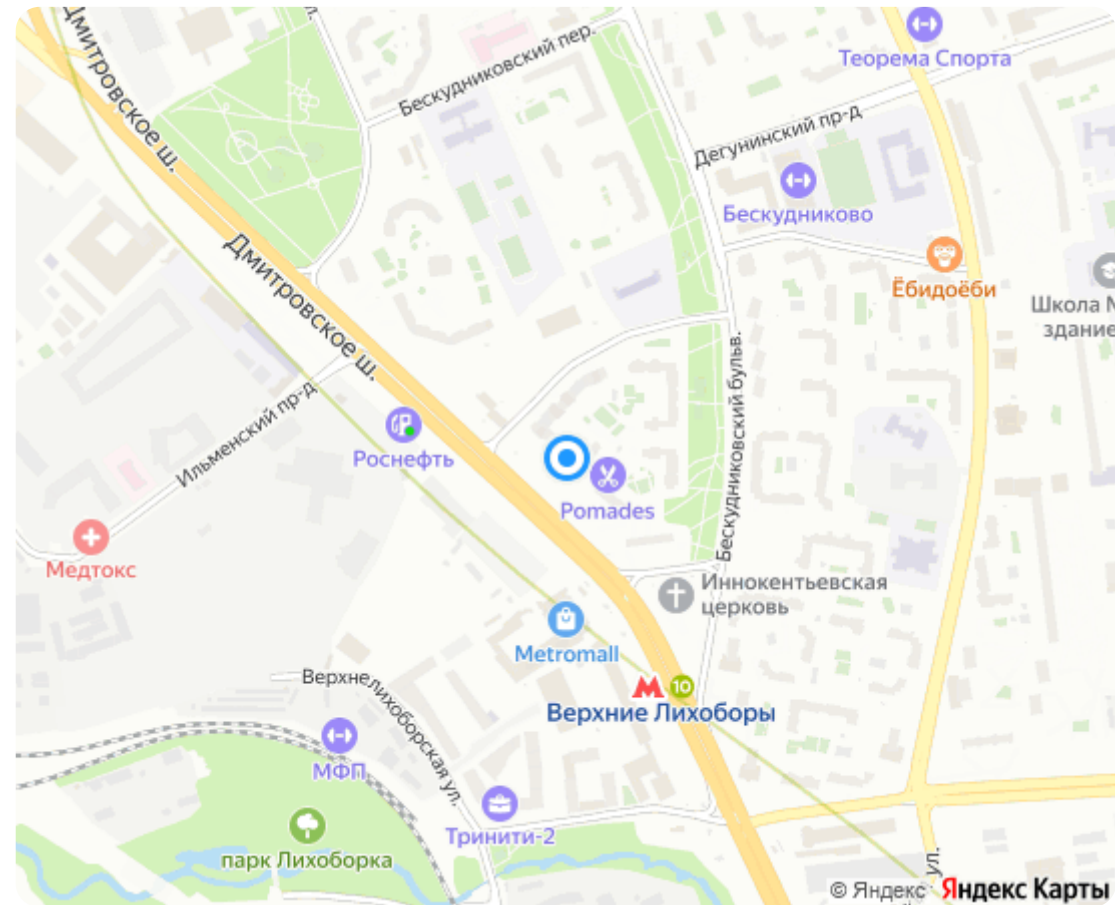 Дмитровское ш.
Бескудниковский пер.
Теорема Спорта
Дегунинский пр-д
Бескудниково
Ёбидоёби
Школа №
здание
Дмитровское ш.
Бескудниковский бульв.
Ильменский пр-д
Роснефть
Pomades
Медтокс
Иннокентьевская
церковь
Metromall
Верхнелихоборская ул.
10
Верхние Лихоборы
МФП
Тринити-2
парк Лихоборка
ул.
© Яндекс Яндекс Карты